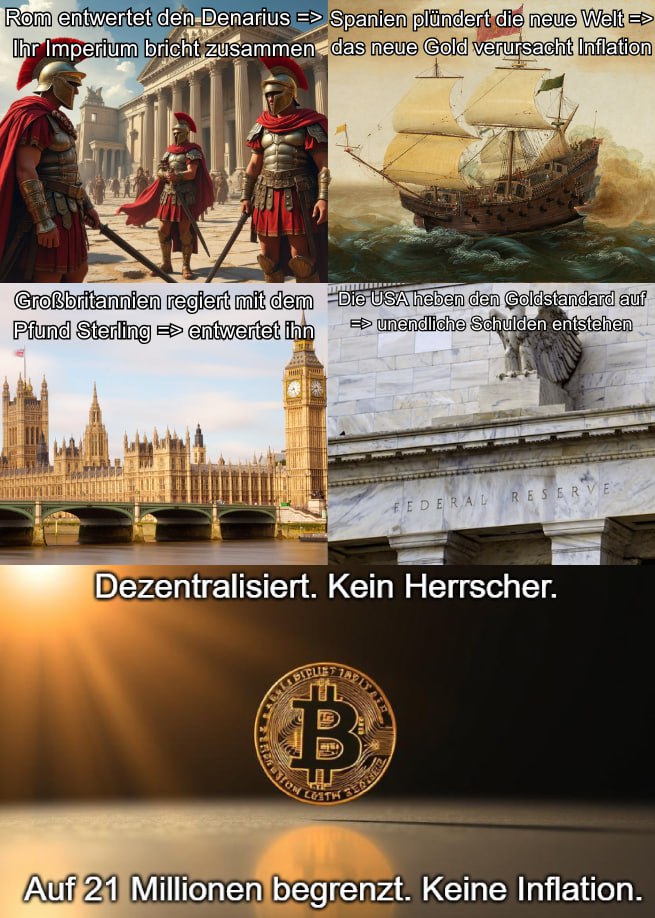 Rom entwertet den Denarius =>
Ihr Imperium bricht zusammen
Spanien plündert die neue Welt =>
das neue Gold verursacht Inflation
Großbritannien regiert mit dem
Pfund Sterling => entwertet ihn
Die USA heben den Goldstandard auf
=> unendliche Schulden entstehen
FEDERAL RESERVE
Dezentralisiert. Kein Herrscher.
B
Auf 21 Millionen begrenzt. Keine Inflation.